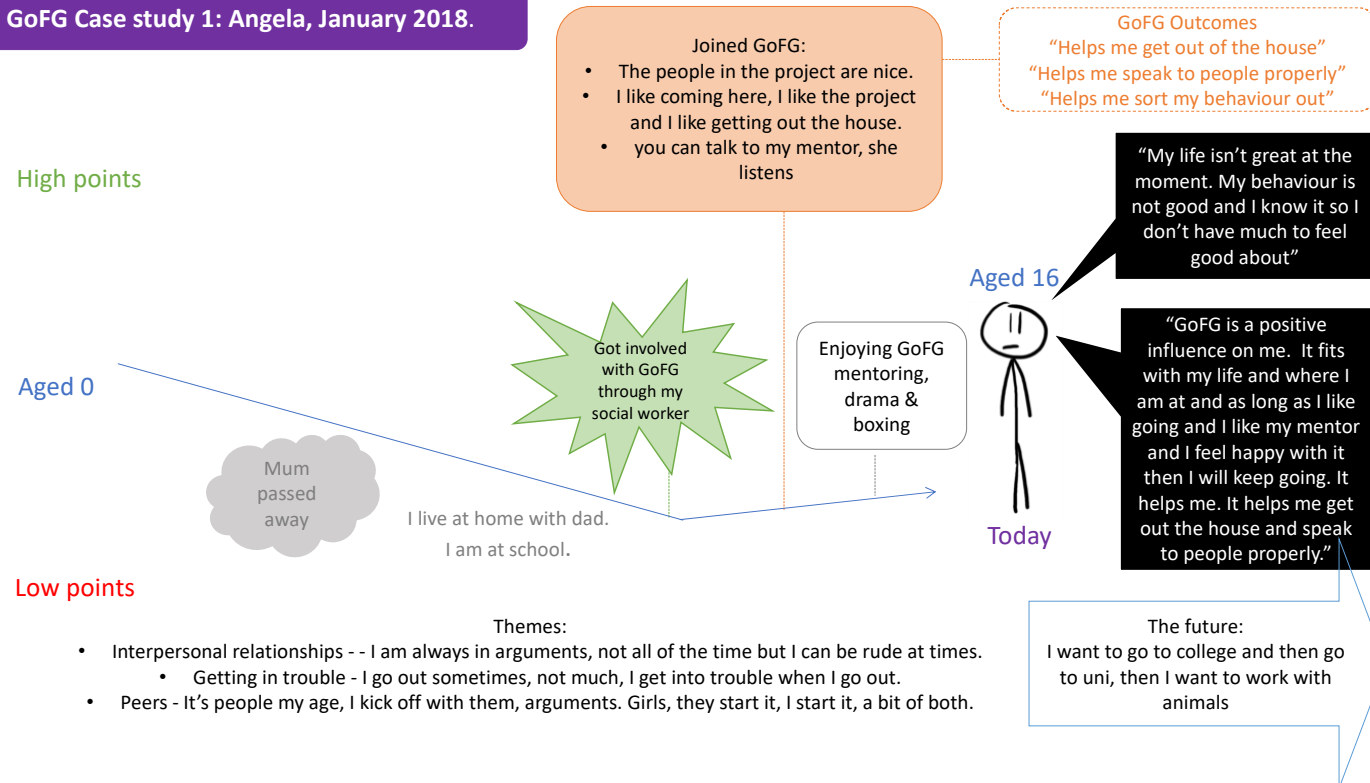 GoFG Case study 1: Angela, January 2018.
Joined GoFG:
• The people in the project are nice.
• I like coming here, I like the project
and I like getting out the house.
• you can talk to my mentor, she
listens
GoFG Outcomes
“Helps me get out of the house”
“Helps me speak to people properly”
“Helps me sort my behaviour out”
High points
“My life isn’t great at the
moment. My behaviour is
not good and I know it so I
don’t have much to feel
good about”
Aged 16
Got involved
with GoFG
through my
social worker
Enjoying GoFG
mentoring,
drama &
boxing
“GoFG is a positive
influence on me.  It fits
with my life and where I
am at and as long as I like
going and I like my mentor
and I feel happy with it
then I will keep going. It
helps me. It helps me get
out the house and speak
to people properly.”
Aged 0
Mum
passed
away
I live at home with dad.
I am at school.
Today
Low points
Themes:
• Interpersonal relationships - - I am always in arguments, not all of the time but I can be rude at times.
• Getting in trouble - I go out sometimes, not much, I get into trouble when I go out.
• Peers - It’s people my age, I kick off with them, arguments. Girls, they start it, I start it, a bit of both.
The future:
I want to go to college and then go
to uni, then I want to work with
animals